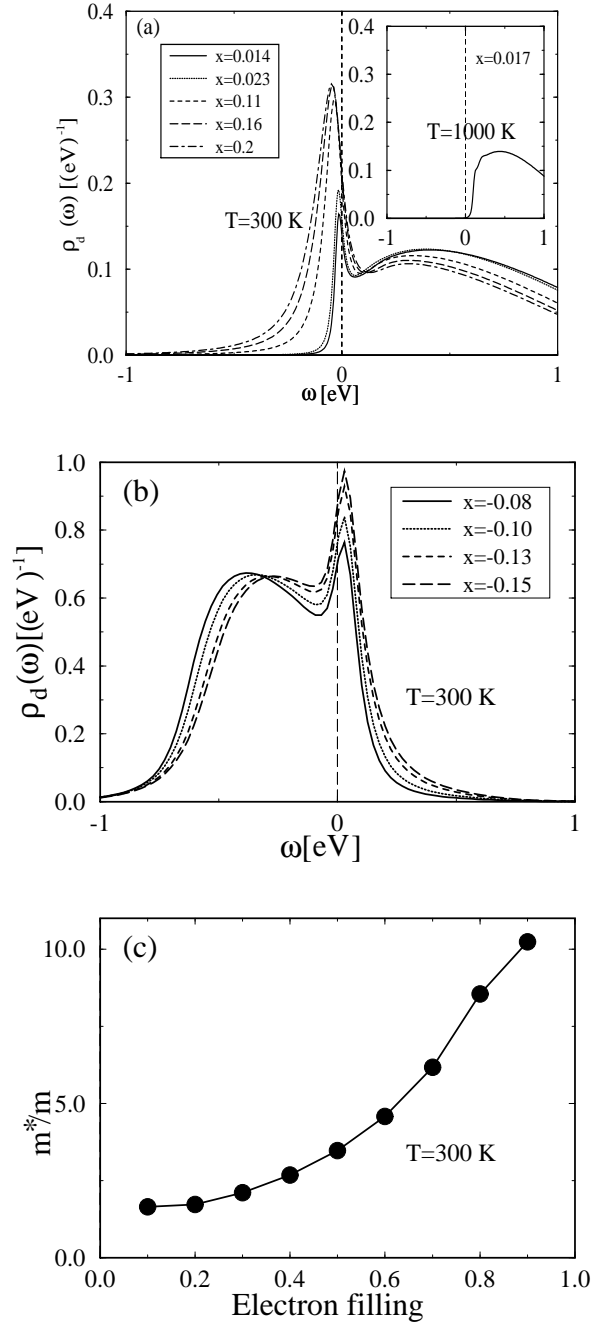 (a)
x=0.014
x=0.023
x=0.11
x=0.16
x=0.2
T=300 K
0.4
0.3
0.2
0.1
0.0
ρd (ω) [(eV)-1]
-1
0
1
ω[eV]
x=0.017
T=1000 K
0.4
0.3
0.2
0.1
0.0
-1
0
1
(b)
x=-0.08
x=-0.10
x=-0.13
x=-0.15
T=300 K
1.0
0.8
0.6
0.4
0.2
0.0
ρd(ω)[(eV)-1]
-1
0
1
ω[eV]
(c)
10.0
5.0
0.0
m*/m
T=300 K
0.0 0.2 0.4 0.6 0.8 1.0
Electron filling